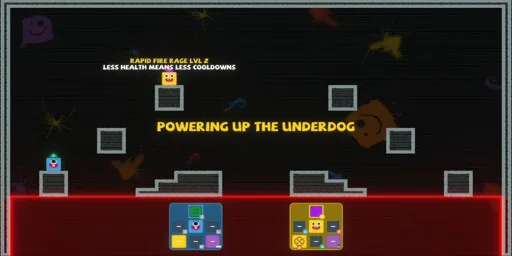 RAPID FIRE RAGE LVL 2
LESS HEALTH MEANS LESS COOLDOWNS
POWERING UP THE UNDERDOG